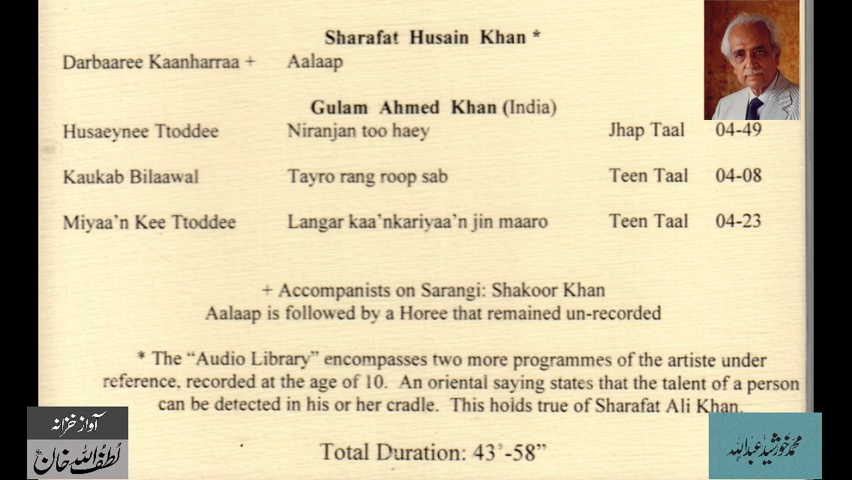 Sharafat Husain Khan *
Darbaaree Kaanharraa + Aalaap
Gulam Ahmed Khan (India)
Husaeynee Ttoddee Niranjan too haey Jhap Taal 04-49
Kaukab Bilaawal Tayro rang roop sab Teen Taal 04-08
Miyaa'n Kee Ttoddee Langar kaa'nkariyaa'n jin maaro Teen Taal 04-23
+ Accompanists on Sarangi: Shakoor Khan
Aalaap is followed by a Horee that remained un-recorded
* The “Audio Library” encompasses two more programmes of the artiste under
reference, recorded at the age of 10. An oriental saying states that the talent of a person
can be detected in his or her cradle. This holds true of Sharafat Ali Khan.
Total Duration: 43’-58”
آواز خزانہ
لُطفُ اللہ خان
محمد خورشید عبداللہ